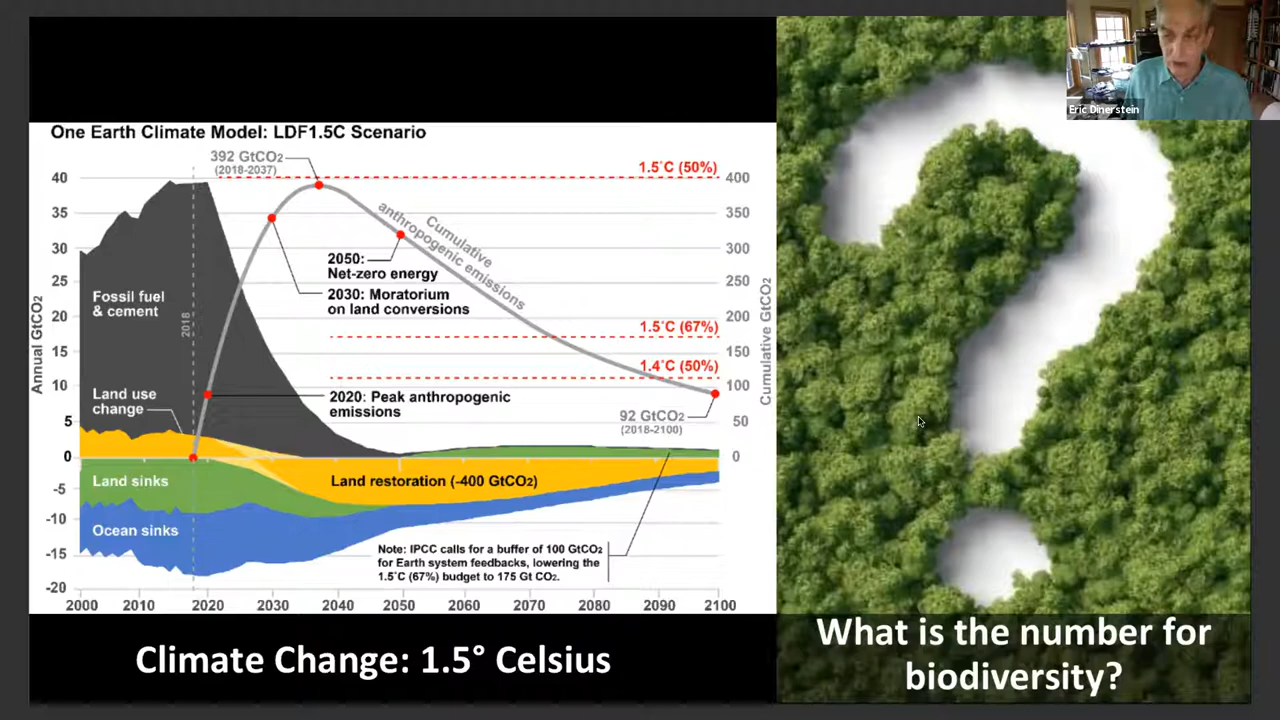 Eric Dinerstein
One Earth Climate Model: LDF1.5C Scenario
392 GtCO₂
(2018-2037)
1.5˚C (50%)
40
35
30
25
20
15
10
5
0
-5
-10
-15
-20
Annual GtCO2
400
350
300
250
200
150
100
50
0
Cumulative GtCO2
Cumulative
anthropogenic emissions
2050:
Net-zero energy
2030: Moratorium
on land conversions
Fossil fuel
& cement
2018
1.5˚C (67%)
1.4˚C (50%)
Land use
change
2020: Peak anthropogenic
emissions
92 GtCO₂
(2018-2100)
Land sinks
Land restoration (-400 GtCO₂)
Ocean sinks
Note: IPCC calls for a buffer of 100 GtCO₂
for Earth system feedbacks, lowering the
1.5˚C (67%) budget to 175 Gt CO₂.
2000 2010 2020 2030 2040 2050 2060 2070 2080 2090 2100
Climate Change: 1.5° Celsius
What is the number for
biodiversity?